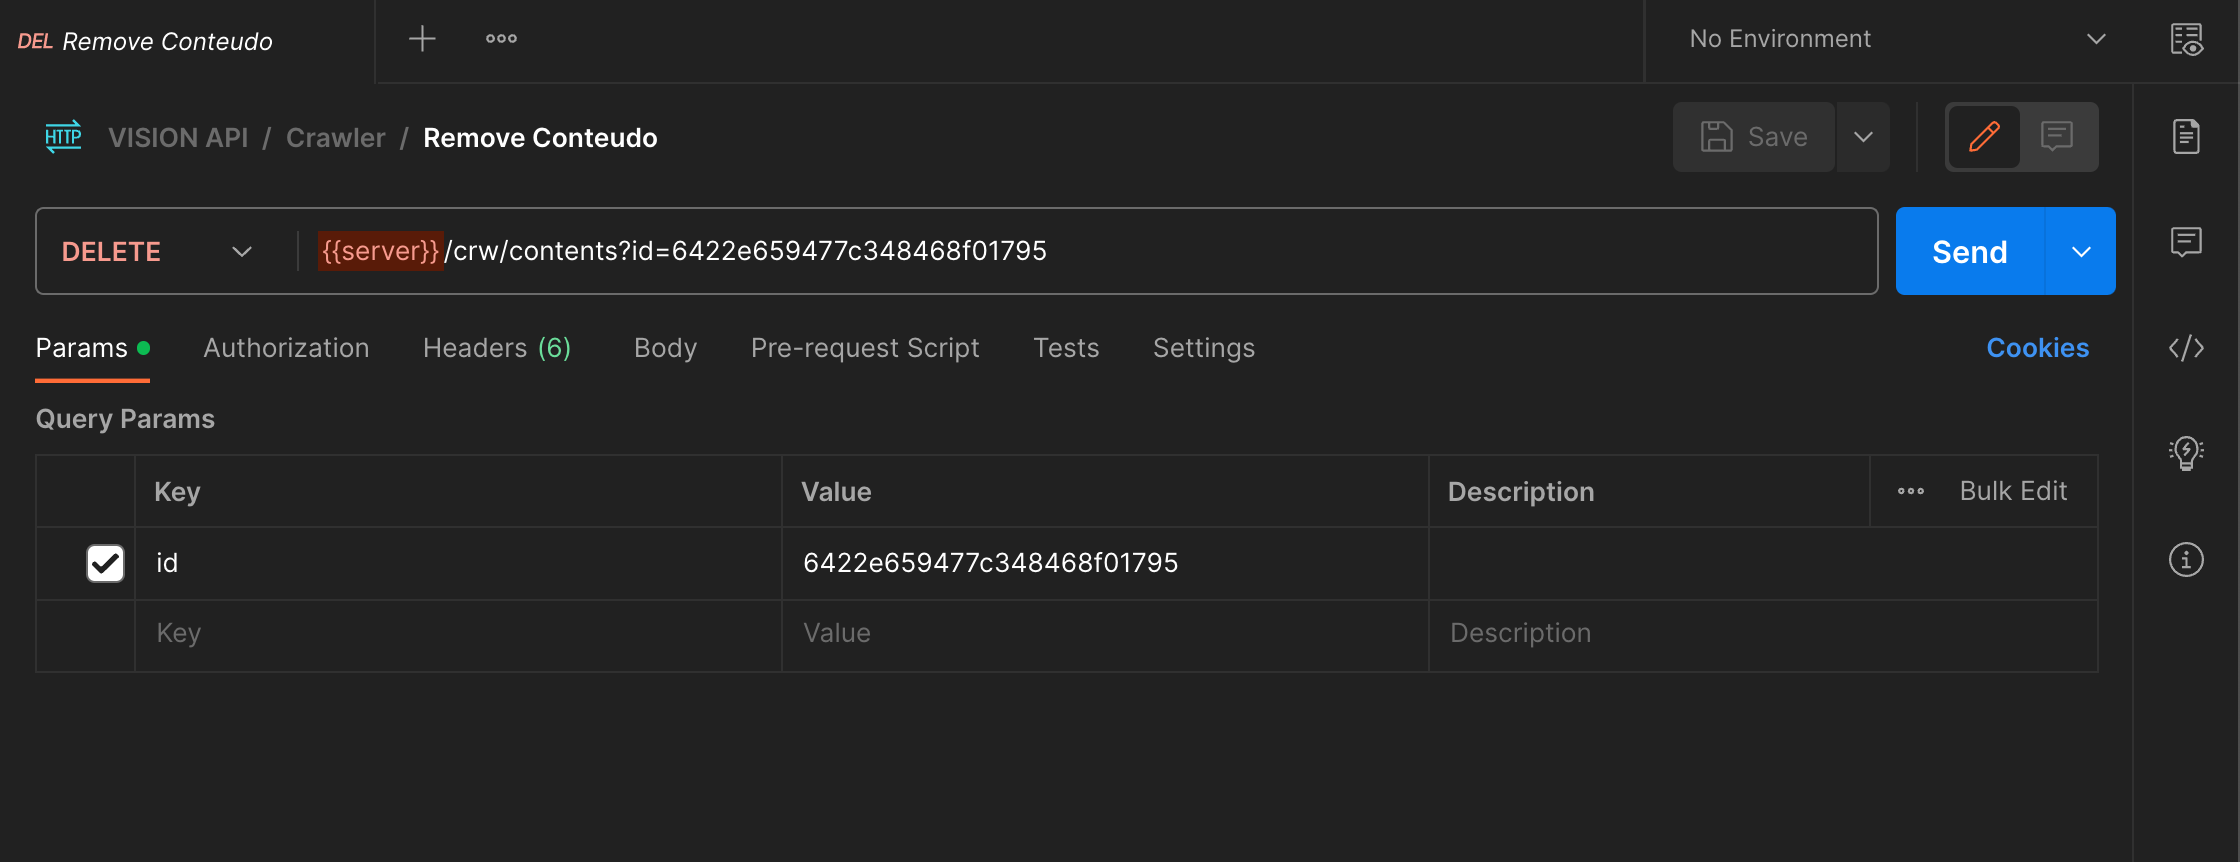 DEL Remove Conteudo
No Environment
HTTP VISION API / Crawler / Remove Conteudo
Save
DELETE {{server}}/crw/contents?id=6422e659477c348468f01795
Send
Params Authorization Headers (6) Body Pre-request Script Tests Settings Cookies
Query Params
Key Value Description Bulk Edit
id 6422e659477c348468f01795
Key Value Description